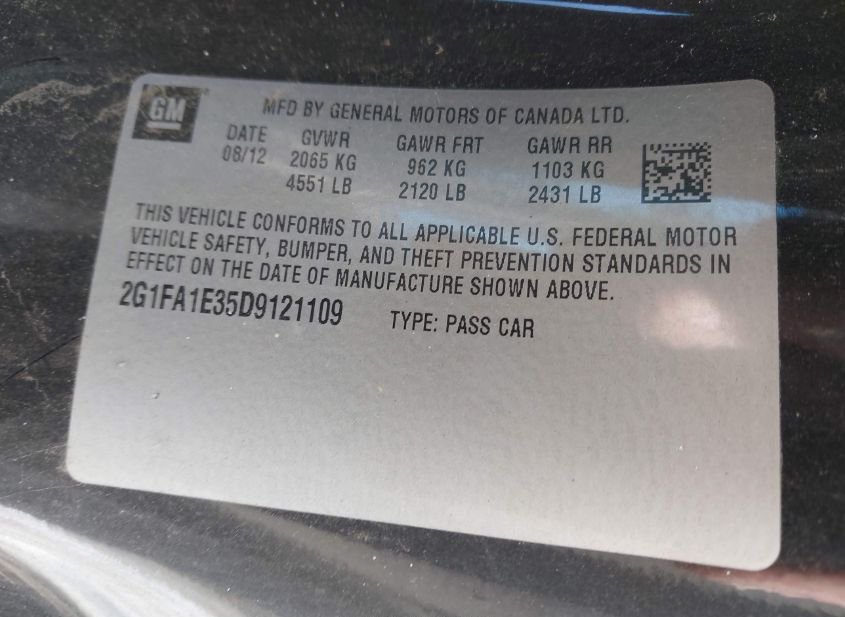 GM
MFD BY GENERAL MOTORS OF CANADA LTD.
DATE GVWR GAWR FRT GAWR RR
08/12 2065 KG 962 KG 1103 KG
4551 LB 2120 LB 2431 LB
THIS VEHICLE CONFORMS TO ALL APPLICABLE U.S. FEDERAL MOTOR
VEHICLE SAFETY, BUMPER, AND THEFT PREVENTION STANDARDS IN
EFFECT ON THE DATE OF MANUFACTURE SHOWN ABOVE.
2G1FA1E35D9121109 TYPE: PASS CAR